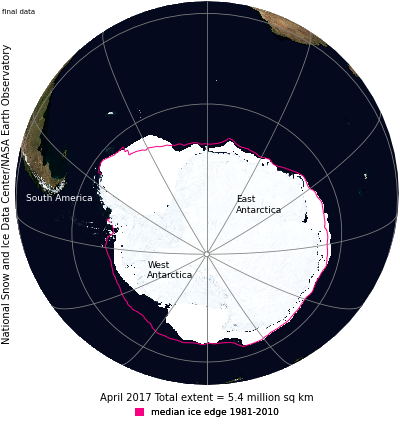 final data
National Snow and Ice Data Center/NASA Earth Observatory
South America
East
Antarctica
West
Antarctica
April 2017 Total extent = 5.4 million sq km
median ice edge 1981-2010